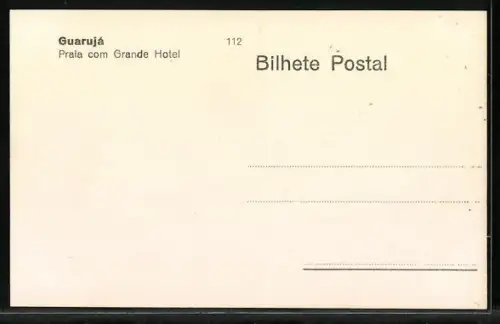 Guarujá
Praia com Grande Hotel
112
Bilhete Postal